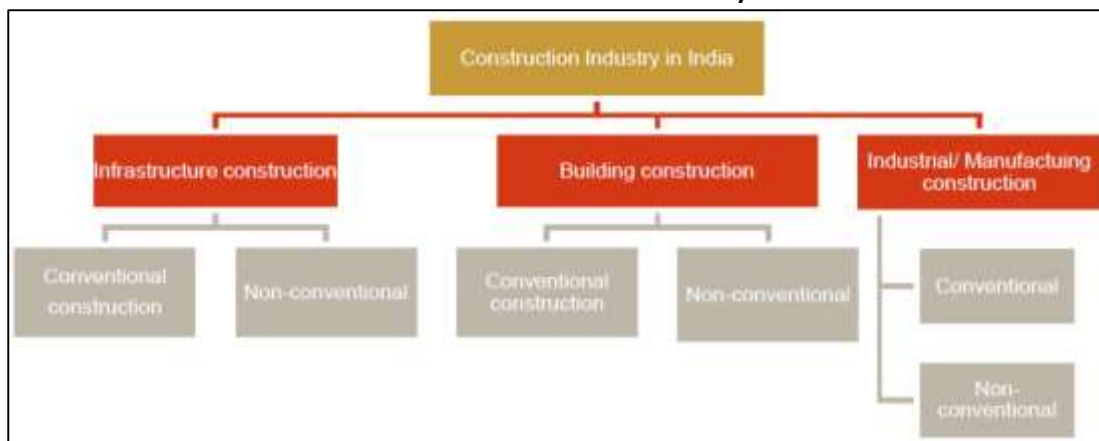 Construction Industry in India
Infrastructure construction
Building construction
Industrial/ Manufactuing
construction
Conventional
construction
Non-conventional
Conventional
construction
Non-conventional
Conventional
Non-
conventional